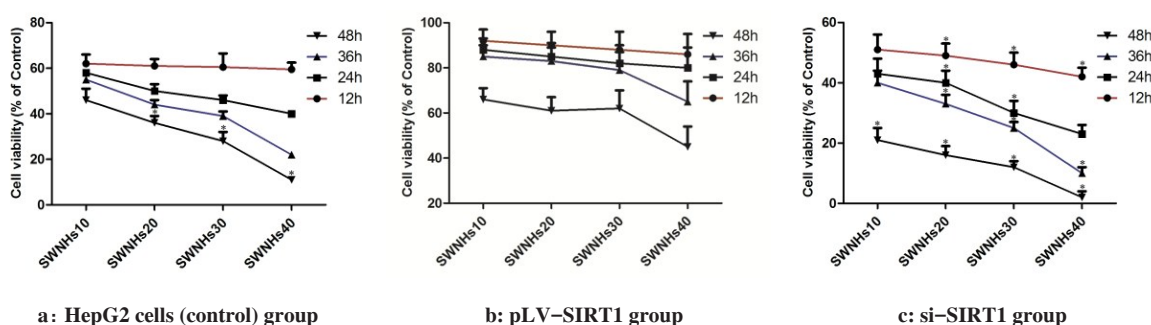 80
60
40
20
0
Cell viability (% of Control)
SWNHs10
SWNHs20
SWNHs30
SWNHs40
48h
36h
24h
12h
*
*
*
a: HepG2 cells (control) group
100
80
60
40
20
Cell viability (% of Control)
SWNHs10
SWNHs20
SWNHs30
SWNHs40
48h
36h
24h
12h
b: pLV-SIRT1 group
60
40
20
0
Cell viability (% of Control)
SWNHs10
SWNHs20
SWNHs30
SWNHs40
48h
36h
24h
12h
*
*
*
*
*
*
*
*
*
*
*
*
c: si-SIRT1 group